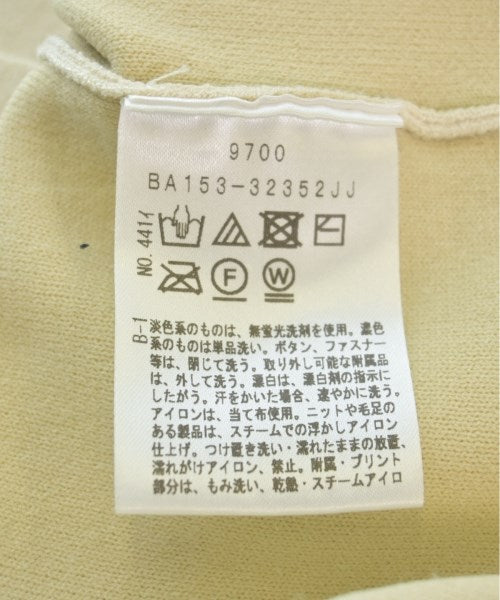 9700
BA153-32352JJ
NO.441イ
F W
B-1
淡色系のものは、無蛍光洗剤を使用。濃色
系のものは単品洗い。ボタン、ファスナー
等は、閉じて洗う。取り外し可能な附属品
は、外して洗う。漂白は、漂白剤の指示に
したがう。汗をかいた場合、速やかに洗う。
アイロンは、当て布使用。ニットや毛足の
ある製品は、スチームでの浮かしアイロン
仕上げ。つけ置き洗い・濡れたままの放置、
濡れがけアイロン、禁止。附属・プリント
部分は、もみ洗い、乾熱・スチームアイロ